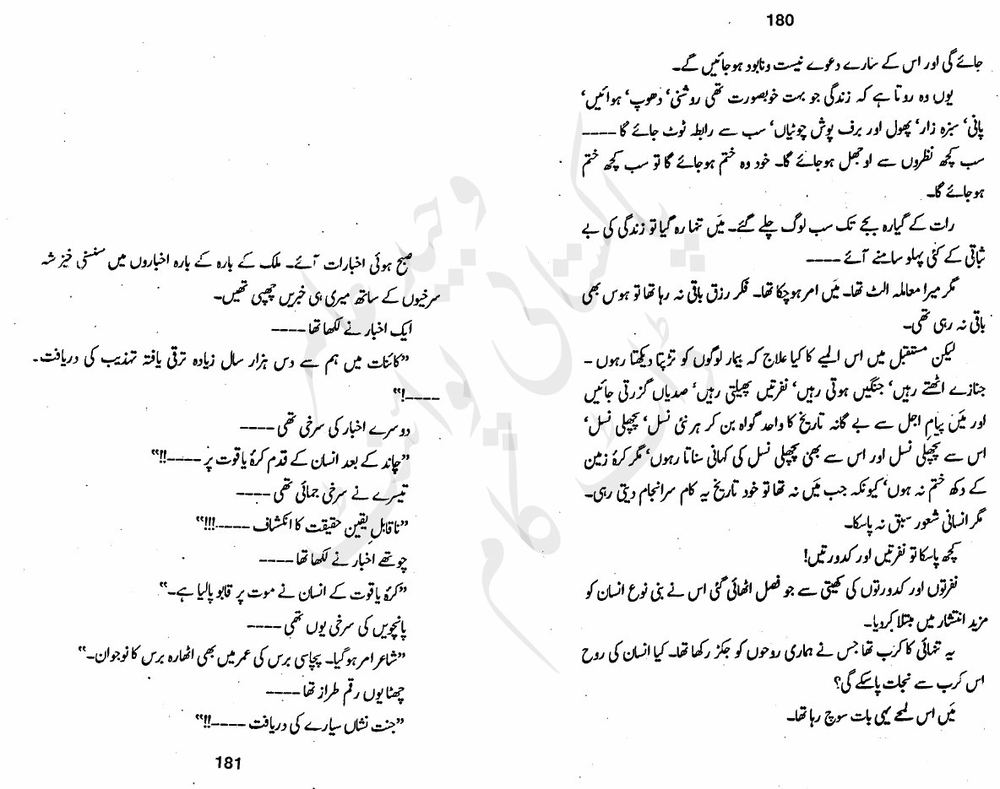 180
جائے گی اور اس کے سارے دعوے نیست و نابود ہو جائیں گے۔
یوں وہ روتا ہے کہ زندگی جو بہت خوبصورت تھی روشنی‘ دھوپ‘ ہوائیں‘
پانی‘ سبزہ زار‘ پھول اور برف پوش چوٹیاں‘ سب سے رابطہ ٹوٹ جائے گا ----
سب کچھ نظروں سے اوجھل ہو جائے گا۔ خود وہ ختم ہو جائے گا تو سب کچھ ختم
ہو جائے گا۔
رات کے گیارہ بجے تک سب لوگ چلے گئے۔ میں تنہا رہ گیا تو زندگی کی بے
ثباتی کے کئی پہلو سامنے آئے ----
مگر میرا معاملہ الٹ تھا۔ میں امر ہو چکا تھا۔ فکر رزق باقی نہ رہا تھا تو ہوس بھی
باقی نہ رہی تھی۔
لیکن مستقبل میں اس المیے کا کیا علاج کہ بیمار لوگوں کو تڑپتا دیکھتا رہوں ۔
جنازے اٹھتے رہیں‘ جنگیں ہوتی رہیں‘ نفرتیں پھیلتی رہیں‘ صدیاں گزرتی جائیں
اور میں پیام اجل سے بے گانہ تاریخ کا واحد گواہ بن کر ہر نئی نسل‘ پچھلی نسل‘
اس سے پچھلی نسل اور اس سے بھی پچھلی نسل کی کہانی سناتا رہوں‘ مگر کرۂ زمین
کے دکھ ختم نہ ہوں‘ کیونکہ جب میں نہ تھا تو خود تاریخ یہ کام سرانجام دیتی رہی۔
مگر انسانی شعور سبق نہ پا سکا۔
کچھ پا سکا تو نفرتیں اور کدورتیں!
نفرتوں اور کدورتوں کی کھیتی سے جو فصل اٹھائی گئی اس نے بنی نوع انسان کو
مزید انتشار میں مبتلا کر دیا۔
یہ تنہائی کا کرب تھا جس نے ہماری روحوں کو جکڑ رکھا تھا۔ کیا انسان کی روح
اس کرب سے نجات پا سکے گی؟
میں اس لمحے یہی بات سوچ رہا تھا۔
صبح ہوئی اخبارات آئے۔ ملک کے بارہ کے بارہ اخباروں میں سنسنی خیز شہ
سرخیوں کے ساتھ میری ہی خبریں چھپی تھیں۔
ایک اخبار نے لکھا تھا ----
”کائنات میں ہم سے دس ہزار سال زیادہ ترقی یافتہ تہذیب کی دریافت۔
----!“
دوسرے اخبار کی سرخی تھی ----
”چاند کے بعد انسان کے قدم کرۂ یاقوت پر ----!!“
تیسرے نے سرخی جمائی تھی ----
”ناقابلِ یقین حقیقت کا انکشاف ----!!!“
چوتھے اخبار نے لکھا تھا ----
”کرۂ یاقوت کے انسان نے موت پر قابو پا لیا ہے۔“
پانچویں کی سرخی یوں تھی ----
”شاعر امر ہو گیا۔ پچاسی برس کی عمر میں بھی اٹھارہ برس کا نوجوان۔“
چھٹا یوں رقم طراز تھا ----
”جنت نشاں سیارے کی دریافت ----!!“
181
پاکستانی پوائنٹ
ڈاٹ کام